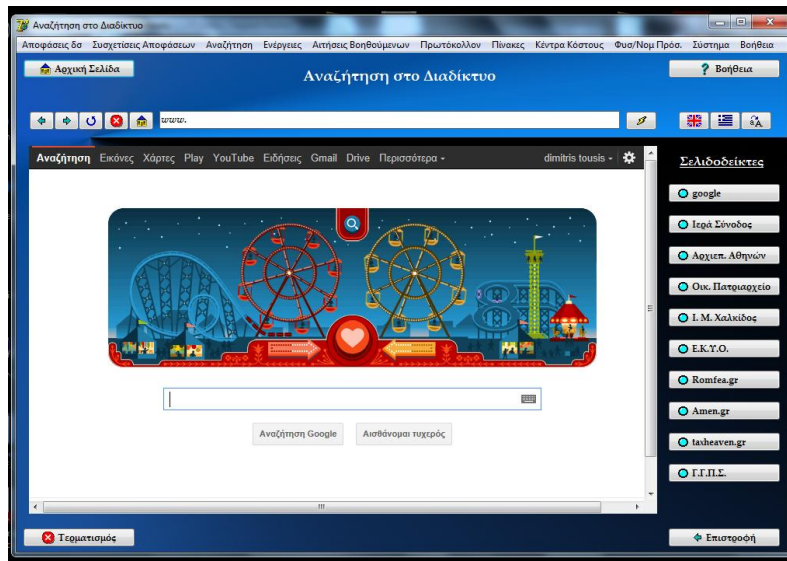 Αναζήτηση στο Διαδίκτυο
Αποφάσεις δσ Συσχετίσεις Αποφάσεων Αναζήτηση Ενέργειες Αιτήσεις Βοηθούμενων Πρωτόκολλον Πίνακες Κέντρα Κόστους Φυσ/Νομ Πρόσ. Σύστημα Βοήθεια
Αρχική Σελίδα
Αναζήτηση στο Διαδίκτυο
? Βοήθεια
www.
Αναζήτηση Εικόνες Χάρτες Play YouTube Ειδήσεις Gmail Drive Περισσότερα
dimitris tousis
Σελιδοδείκτες
google
Ιερά Σύνοδος
Αρχιεπ. Αθηνών
Οικ. Πατριαρχείο
Ι. Μ. Χαλκίδος
Ε.Κ.Υ.Ο.
Romfea.gr
Amen.gr
taxheaven.gr
Γ.Γ.Π.Σ.
Αναζήτηση Google Αισθάνομαι τυχερός
Τερματισμός
Επιστροφή